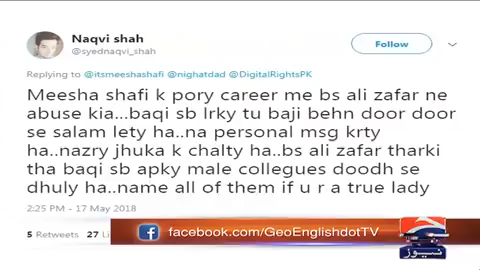 Naqvi shah
@syednaqvi_shah
Follow
Replying to @itsmeeshashafi @nighatdad @DigitalRightsPK
Meesha shafi k pory career me bs ali zafar ne
abuse kia...baqi sb lrky tu baji behn door door
se salam lety ha..na personal msg krty
ha..nazry jhuka k chalty ha..bs ali zafar tharki
tha baqi sb apky male collegues doodh se
dhuly ha..name all of them if u r a true lady
2:25 PM - 17 May 2018
5 Retweets 27 Li
facebook.com/GeoEnglishdotTV
نیوز